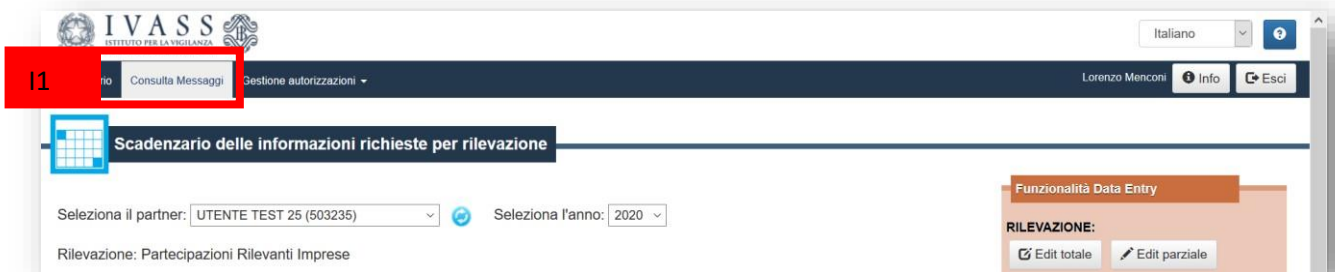 IVASS
ISTITUTO PER LA VIGILANZA
Italiano
I1
Consulta Messaggi
Gestione autorizzazioni
Lorenzo Menconi
Info
Esci
Scadenzario delle informazioni richieste per rilevazione
Funzionalità Data Entry
Seleziona il partner: UTENTE TEST 25 (503235)
Seleziona l'anno: 2020
RILEVAZIONE:
Rilevazione: Partecipazioni Rilevanti Imprese
Edit totale
Edit parziale